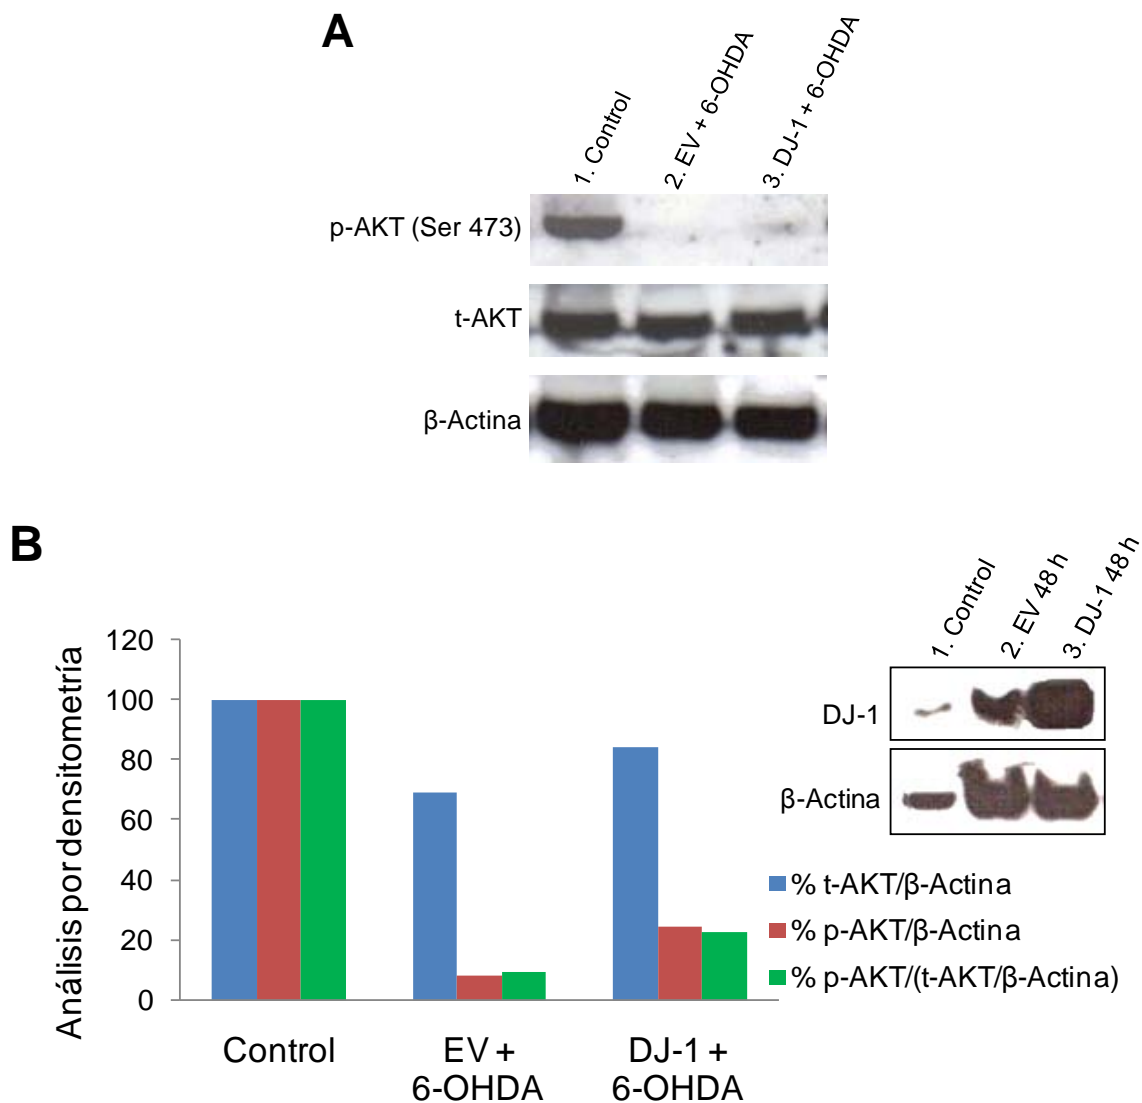 A
1. Control
2. EV + 6-OHDA
3. DJ-1 + 6-OHDA
p-AKT (Ser 473)
t-AKT
β-Actina
B
1. Control
2. EV 48 h
3. DJ-1 48 h
DJ-1
β-Actina
Análisis por densitometría
120
100
80
60
40
20
0
Control
EV +
6-OHDA
DJ-1 +
6-OHDA
% t-AKT/β-Actina
% p-AKT/β-Actina
% p-AKT/(t-AKT/β-Actina)